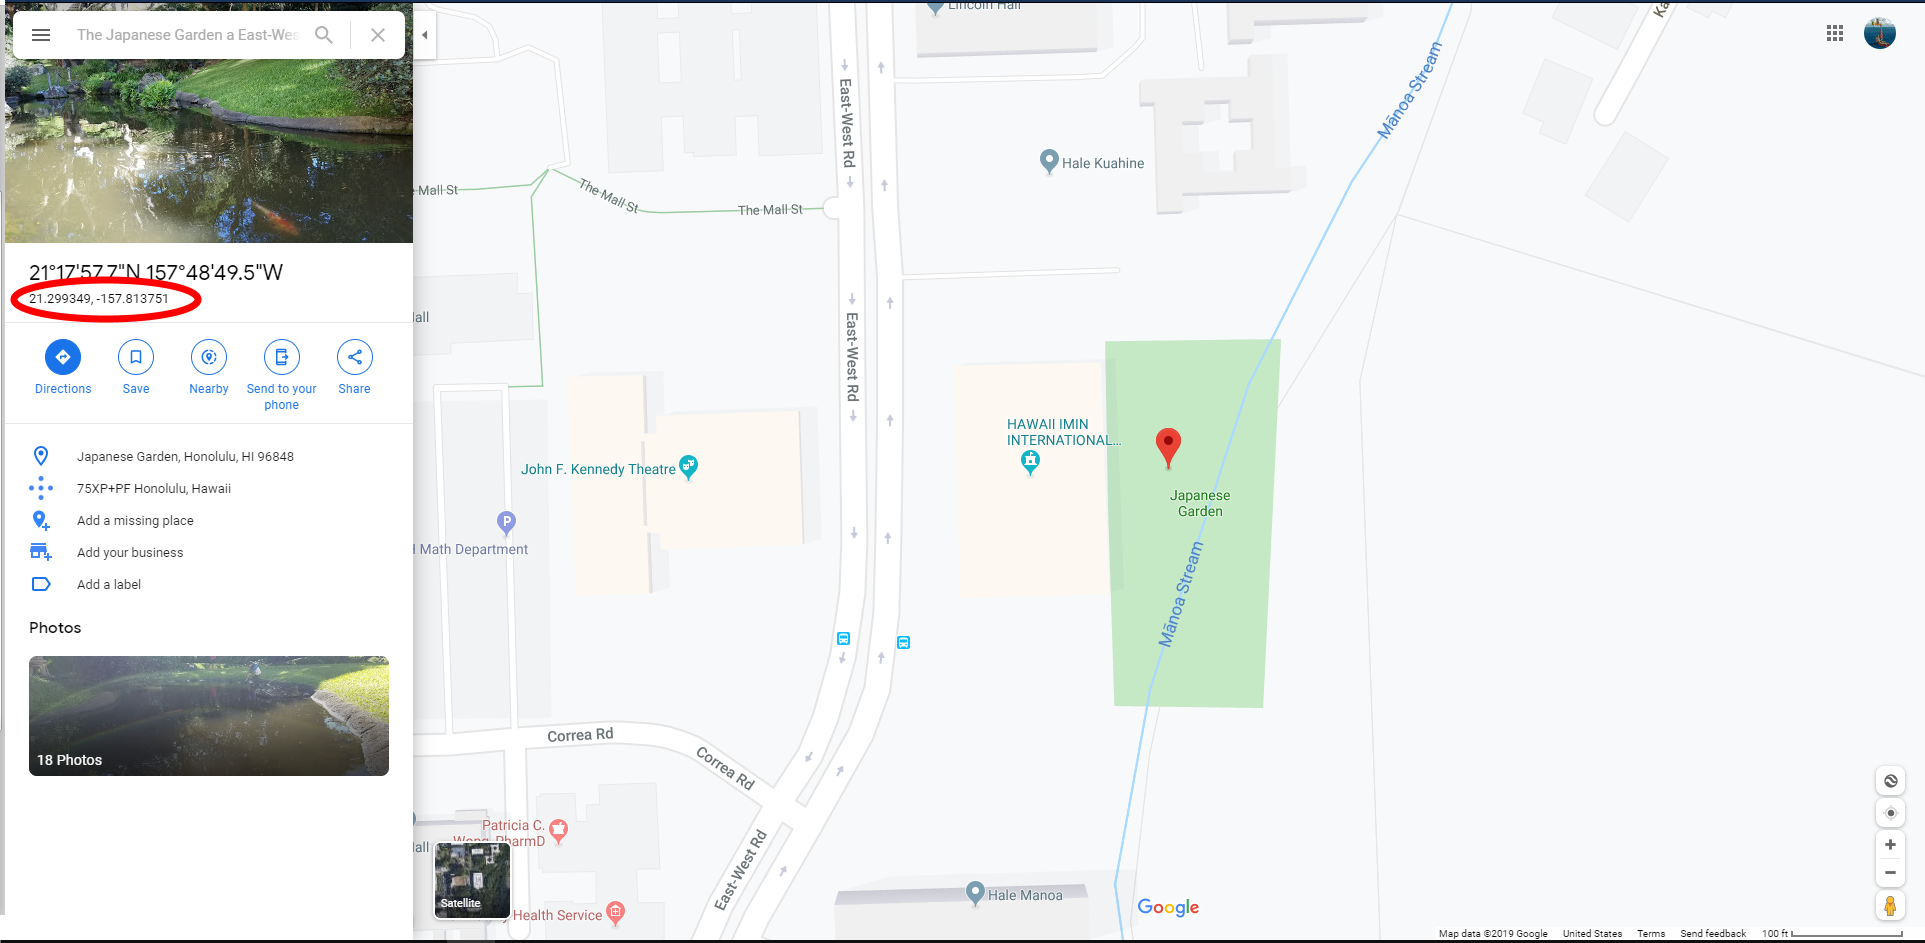 The Japanese Garden a East-Wes
21°17'57.7"N 157°48'49.5"W
21.299349, -157.813751
Directions
Save
Nearby
Send to your
phone
Share
Japanese Garden, Honolulu, HI 96848
75XP+PF Honolulu, Hawaii
Add a missing place
Add your business
Add a label
Photos
18 Photos
Lincoln Hall
East-West Rd
Mānoa Stream
Ka
Hale Kuahine
Mall St
The Mall St
The Mall St
all
East-West Rd
HAWAII IMIN
INTERNATIONAL...
John F. Kennedy Theatre
P
Math Department
Japanese
Garden
Mānoa Stream
Correa Rd
Correa Rd
Patricia C.
Wong, PharmD
all
East-West Rd
Satellite
y Health Service
Hale Manoa
Google
Map data ©2019 Google
United States
Terms
Send feedback
100 ft